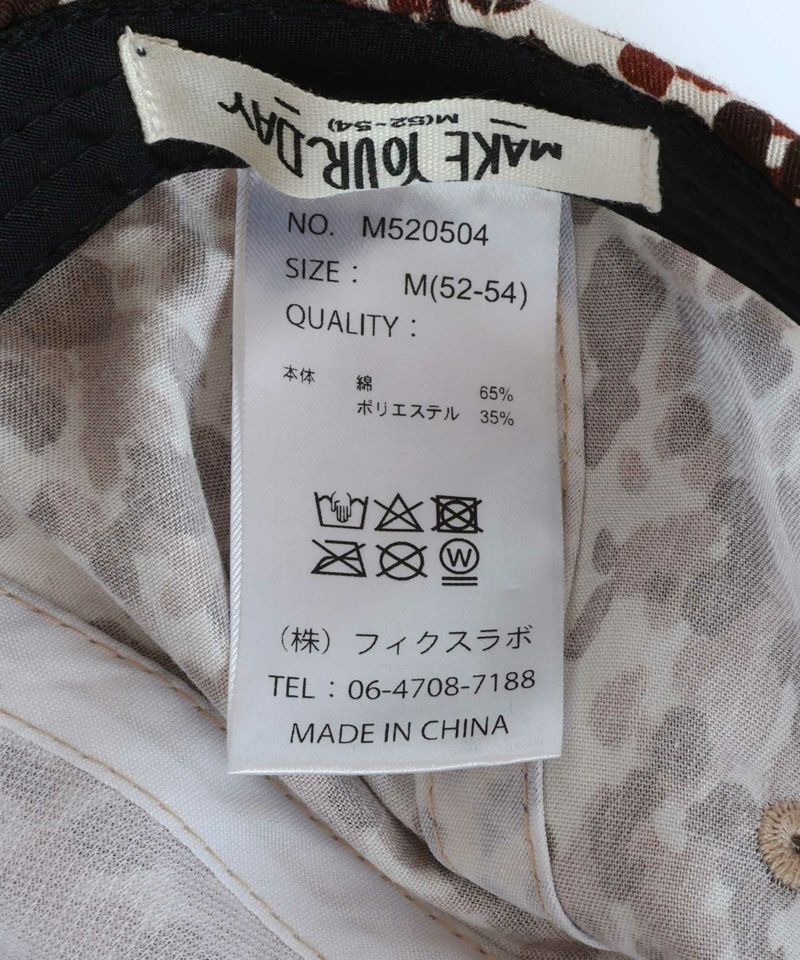 MAKE YOUR DAY
M(52~54)
NO. M520504
SIZE : M(52-54)
QUALITY :
本体 綿 65%
ポリエステル 35%
W
(株) フィクスラボ
TEL : 06-4708-7188
MADE IN CHINA